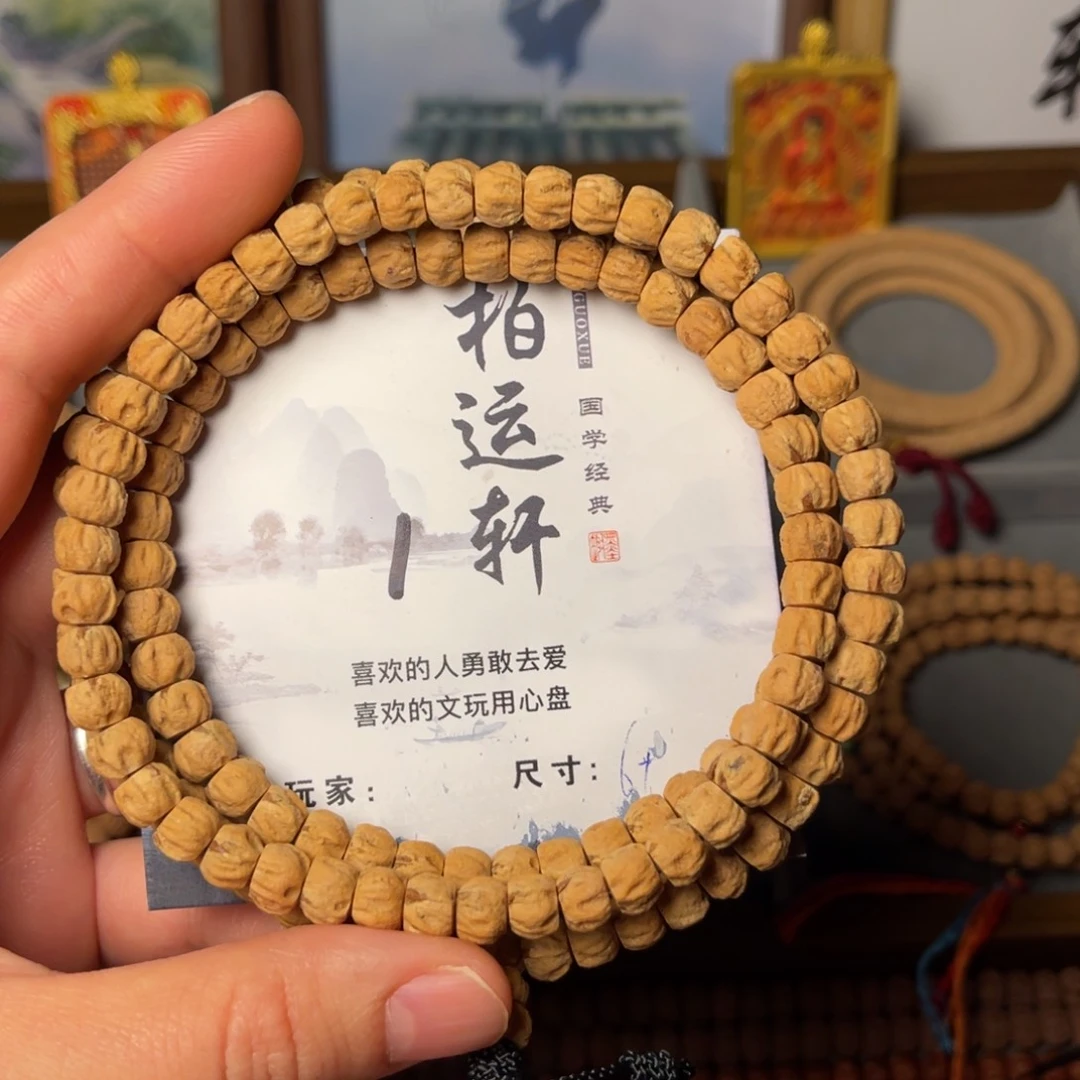 柏运轩
GUOXUE
国学经典
喜欢的人勇敢去爱
喜欢的文玩用心盘
玩家：
尺寸：